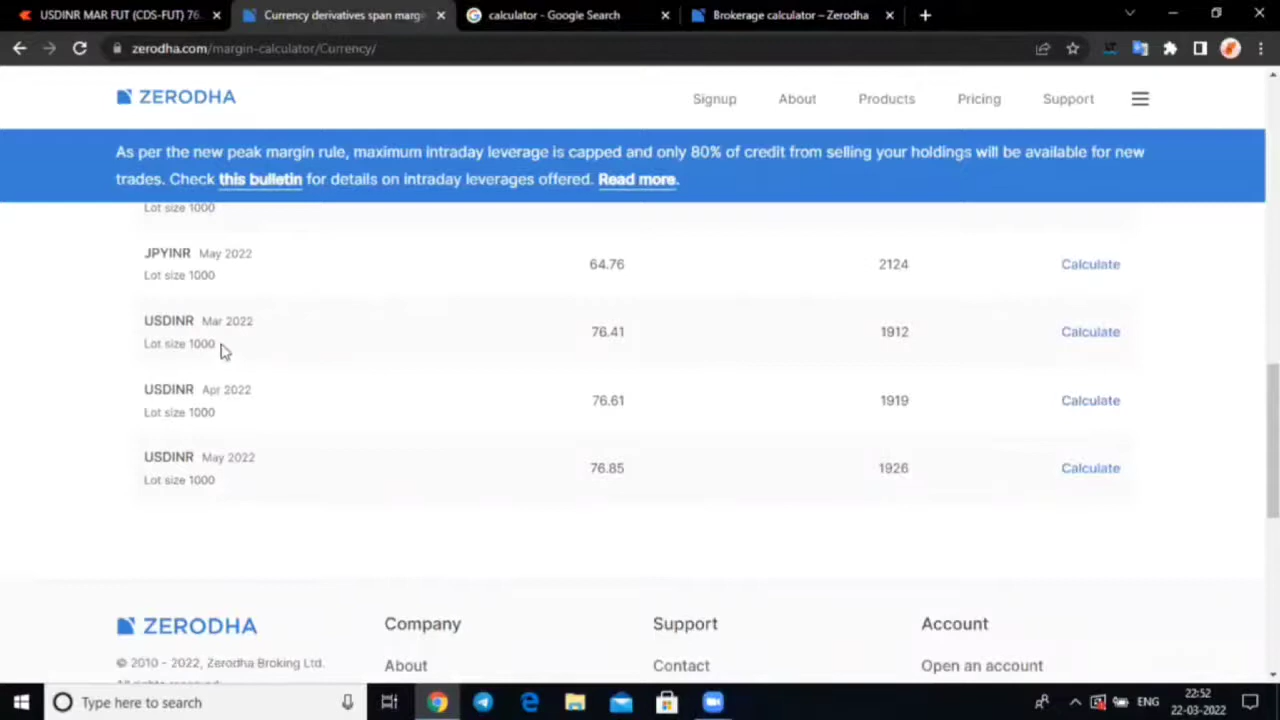 USDINR MAR FUT (CDS-FUT) 76.
Currency derivatives span margi
calculator - Google Search
Brokerage calculator – Zerodha
zerodha.com/margin-calculator/Currency/
ZERODHA
Signup
About
Products
Pricing
Support
As per the new peak margin rule, maximum intraday leverage is capped and only 80% of credit from selling your holdings will be available for new
trades. Check this bulletin for details on intraday leverages offered. Read more.
Lot size 1000
JPYINR May 2022
Lot size 1000
64.76
2124
Calculate
USDINR Mar 2022
Lot size 1000
76.41
1912
Calculate
USDINR Apr 2022
Lot size 1000
76.61
1919
Calculate
USDINR May 2022
Lot size 1000
76.85
1926
Calculate
ZERODHA
Company
Support
Account
© 2010 - 2022, Zerodha Broking Ltd.
About
Contact
Open an account
All rights reserved.
Type here to search
ENG
22:52
22-03-2022